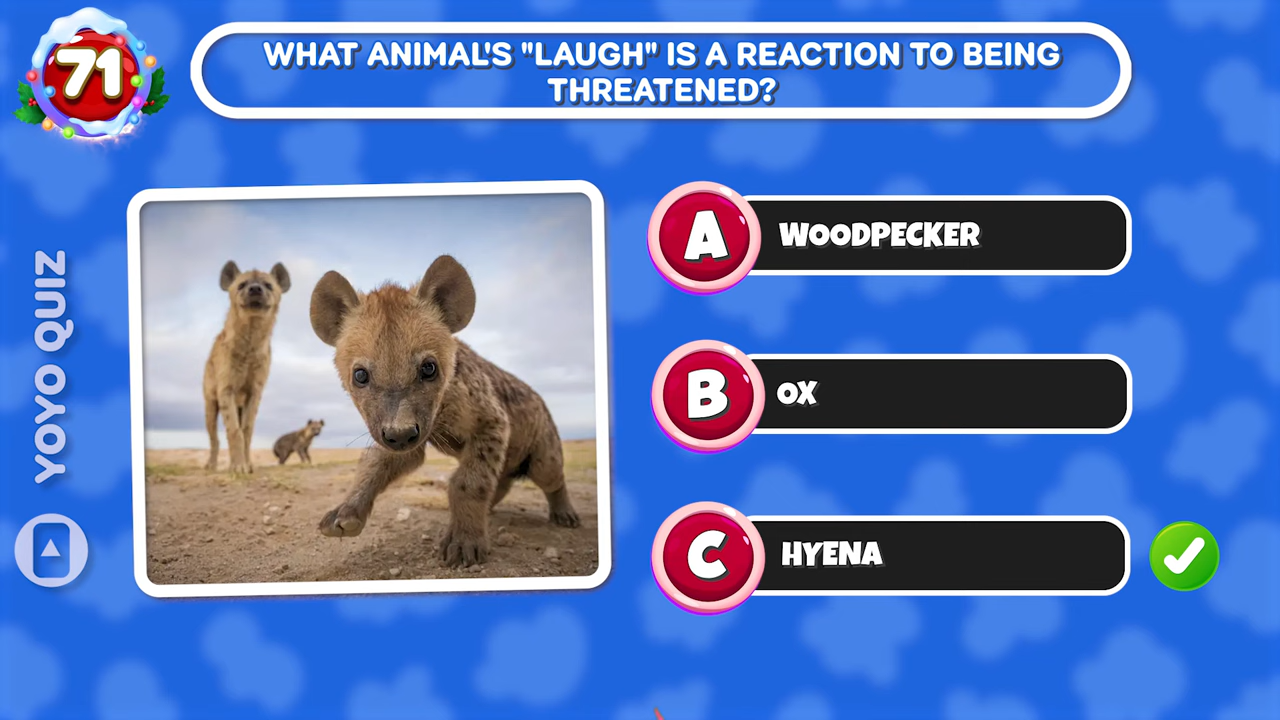 71
WHAT ANIMAL'S "LAUGH" IS A REACTION TO BEING
THREATENED?
YOYO QUIZ
A WOODPECKER
B OX
C HYENA